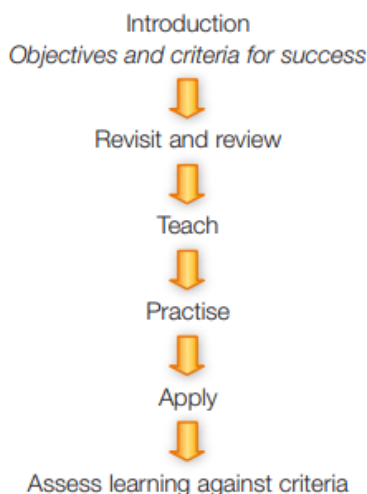 Introduction
Objectives and criteria for success
Revisit and review
Teach
Practise
Apply
Assess learning against criteria